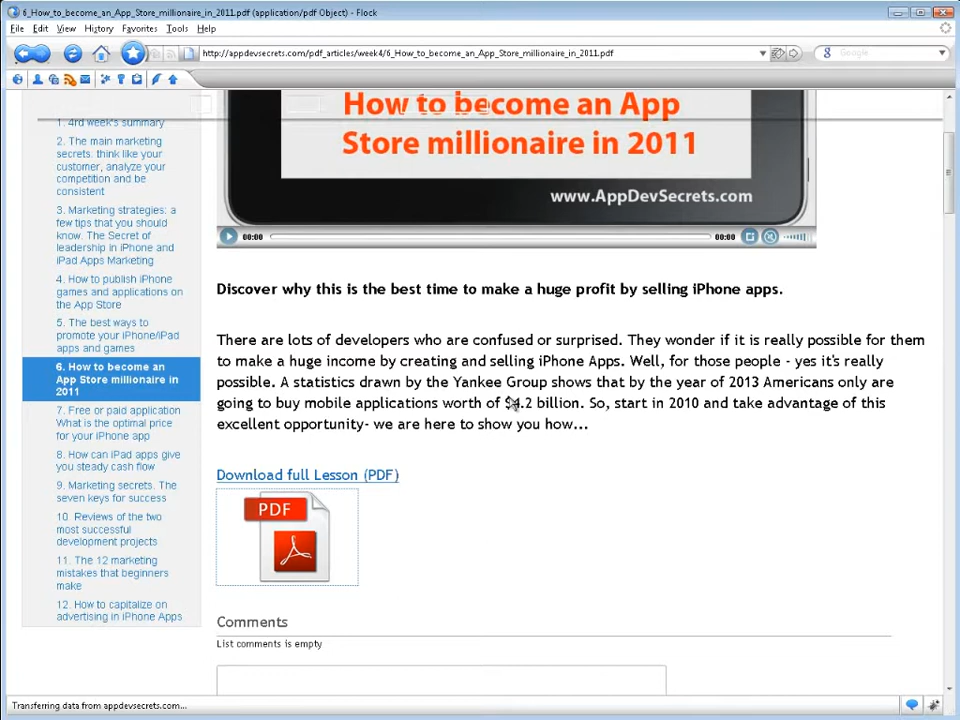 6_How_to_become_an_App_Store_millionaire_in_2011.pdf (application/pdf Object) - Flock
File Edit View History Favorites Tools Help
http://appdevsecrets.com/pdf_articles/week4/6_How_to_become_an_App_Store_millionaire_in_2011.pdf
Google
1. 4rd week's summary
2. The main marketing
secrets: think like your
customer, analyze your
competition and be
consistent
3. Marketing strategies: a
few tips that you should
know. The Secret of
leadership in iPhone and
iPad Apps Marketing
4. How to publish iPhone
games and applications on
the App Store
5. The best ways to
promote your iPhone/iPad
apps and games
6. How to become an
App Store millionaire in
2011
7. Free or paid application
What is the optimal price
for your iPhone app
8. How can iPad apps give
you steady cash flow
9. Marketing secrets. The
seven keys for success
10. Reviews of the two
most successful
development projects
11. The 12 marketing
mistakes that beginners
make
12. How to capitalize on
advertising in iPhone Apps
How to become an App
Store millionaire in 2011
www.AppDevSecrets.com
00:00 00:00
Discover why this is the best time to make a huge profit by selling iPhone apps.
There are lots of developers who are confused or surprised. They wonder if it is really possible for them
to make a huge income by creating and selling iPhone Apps. Well, for those people - yes it's really
possible. A statistics drawn by the Yankee Group shows that by the year of 2013 Americans only are
going to buy mobile applications worth of $4.2 billion. So, start in 2010 and take advantage of this
excellent opportunity- we are here to show you how...
Download full Lesson (PDF)
PDF
Comments
List comments is empty
Transferring data from appdevsecrets.com...